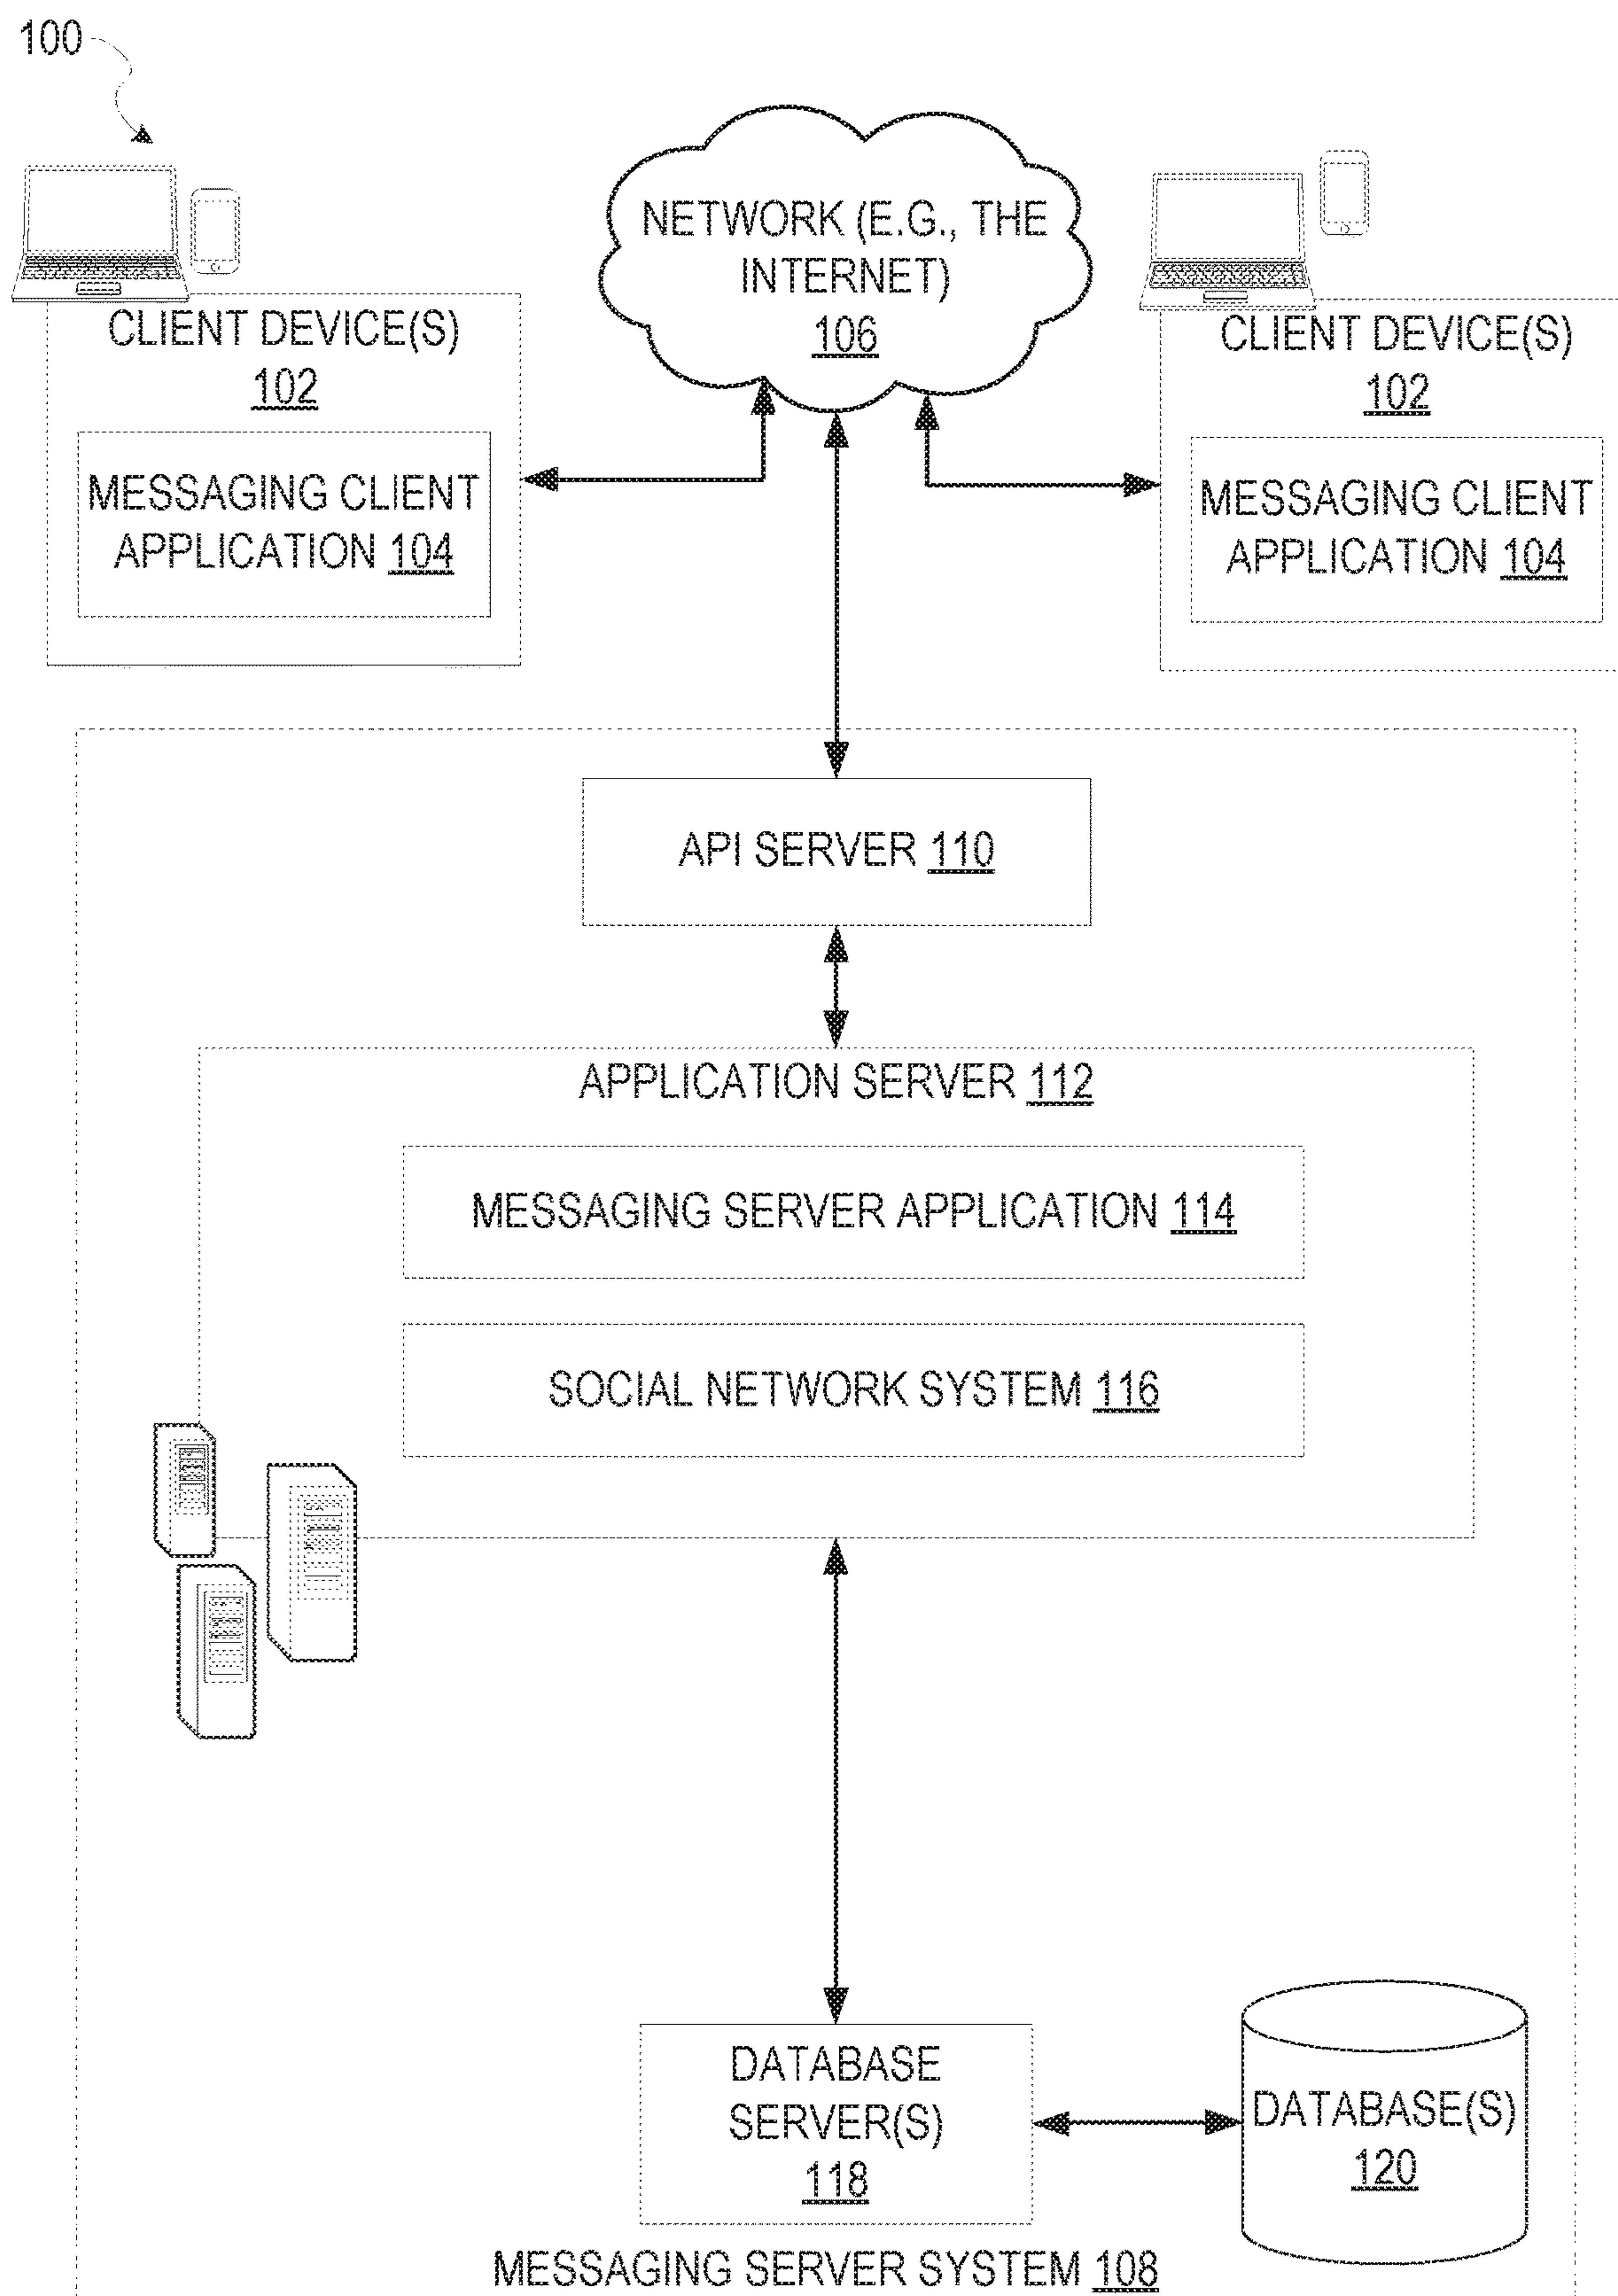 100
NETWORK (E.G., THE
INTERNET)
106
CLIENT DEVICE(S)
102
MESSAGING CLIENT
APPLICATION 104
CLIENT DEVICE(S)
102
MESSAGING CLIENT
APPLICATION 104
API SERVER 110
APPLICATION SERVER 112
MESSAGING SERVER APPLICATION 114
SOCIAL NETWORK SYSTEM 116
DATABASE
SERVER(S)
118
DATABASE(S)
120
MESSAGING SERVER SYSTEM 108